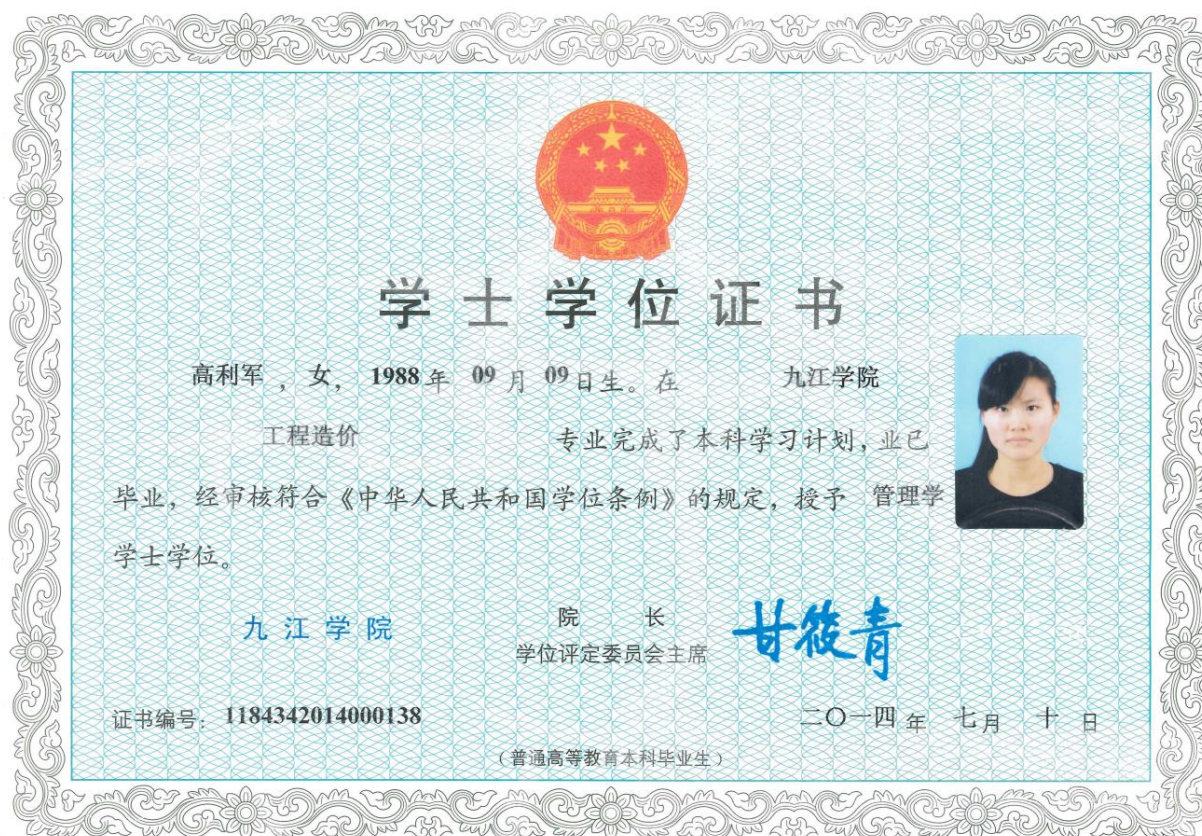 学士学位证书
高利军，女，1988年 09月 09日生。在 九江学院
工程造价 专业完成了本科学习计划，业已
毕业，经审核符合《中华人民共和国学位条例》的规定，授予 管理学
学士学位。
九江学院
院 长
学位评定委员会主席
甘筱青
证书编号：1184342014000138
二〇一四年 七月 十日
（普通高等教育本科毕业生）